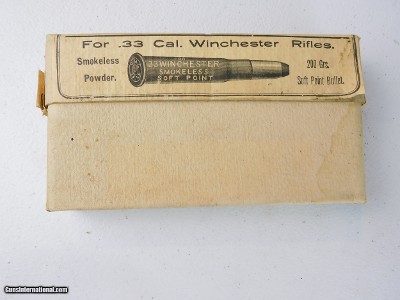 For .33 Cal. Winchester Rifles.
Smokeless
Powder.
.33 WINCHESTER
SMOKELESS
SOFT POINT
200 Grs.
Soft Point Bullet.
GunsInternational.com